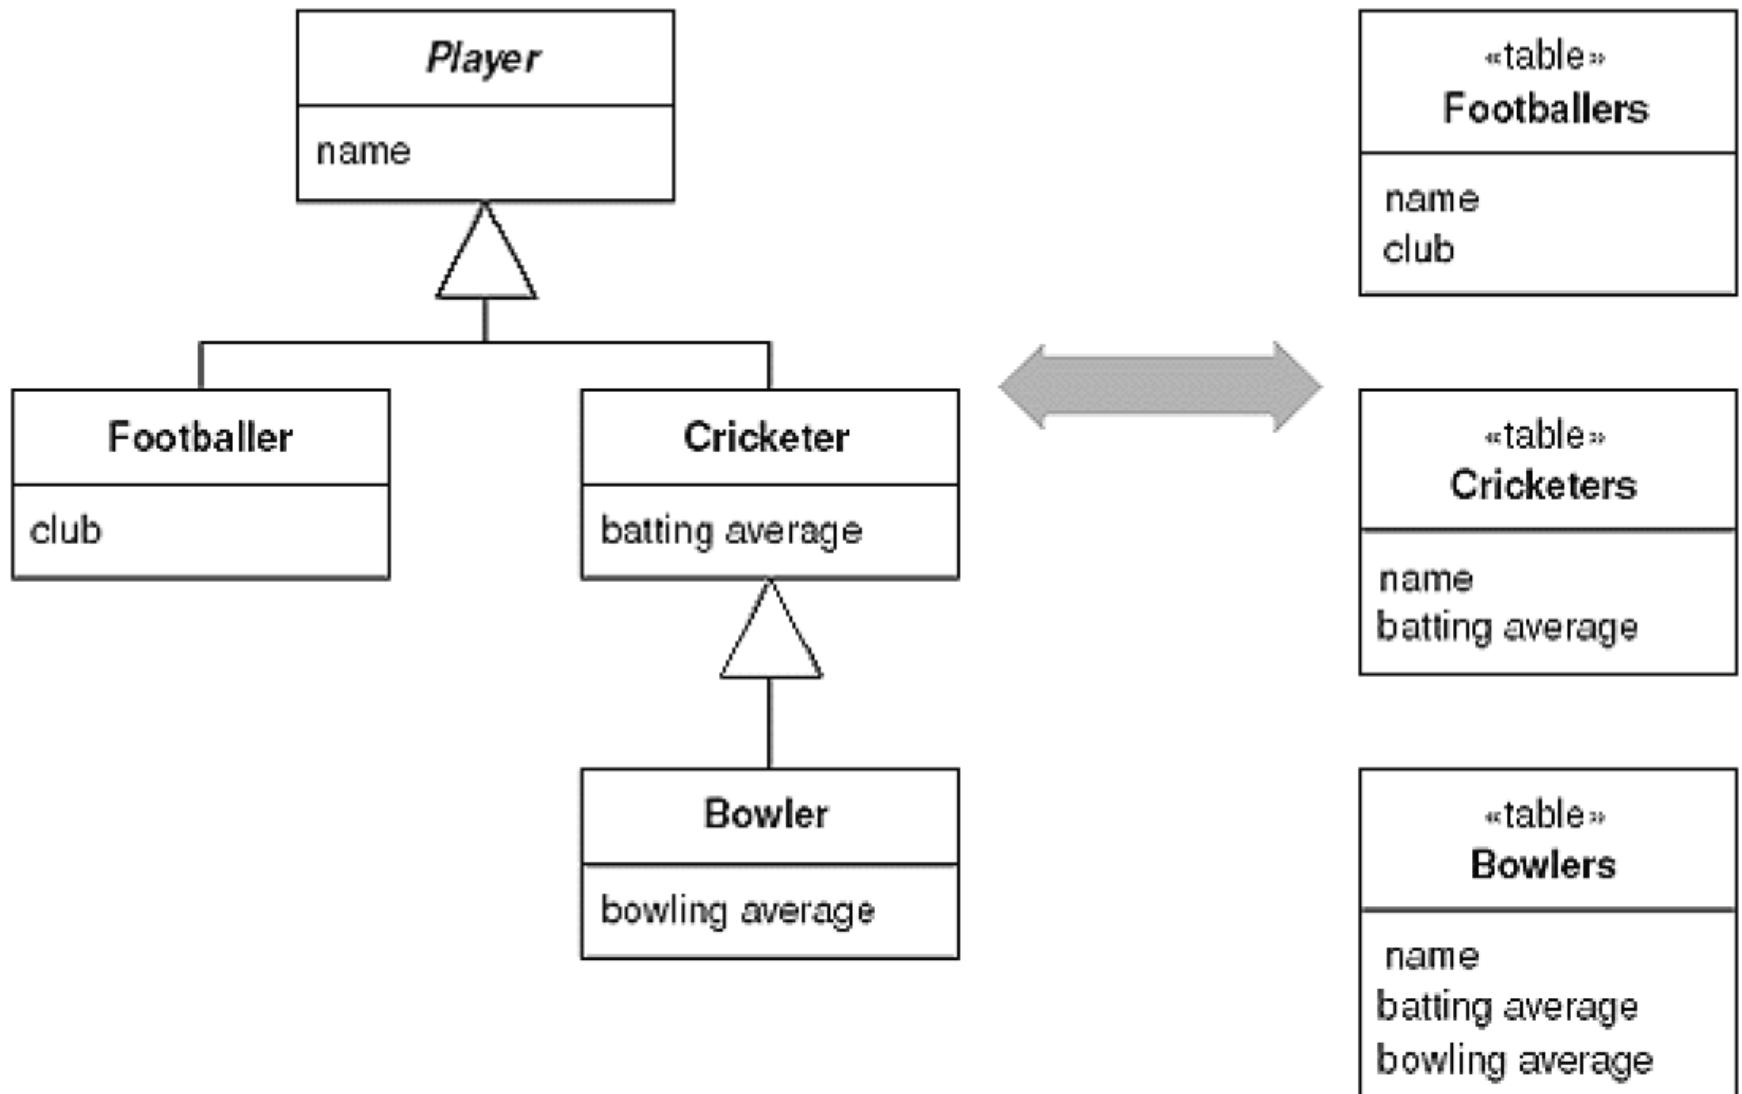 Player
name
Footballer
club
Cricketer
batting average
Bowler
bowling average
«table»
Footballers
name
club
«table»
Cricketers
name
batting average
«table»
Bowlers
name
batting average
bowling average